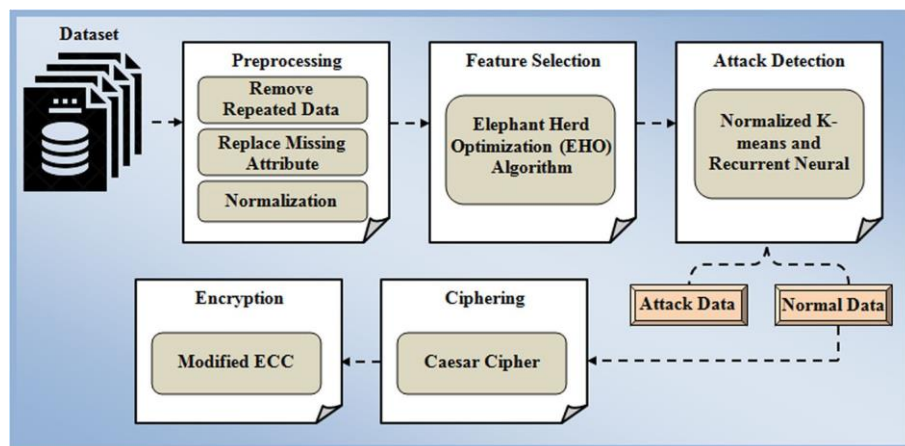 Dataset
Preprocessing
Remove
Repeated Data
Replace Missing
Attribute
Normalization
Feature Selection
Elephant Herd
Optimization (EHO)
Algorithm
Attack Detection
Normalized K-
means and
Recurrent Neural
Attack Data
Normal Data
Encryption
Modified ECC
Ciphering
Caesar Cipher